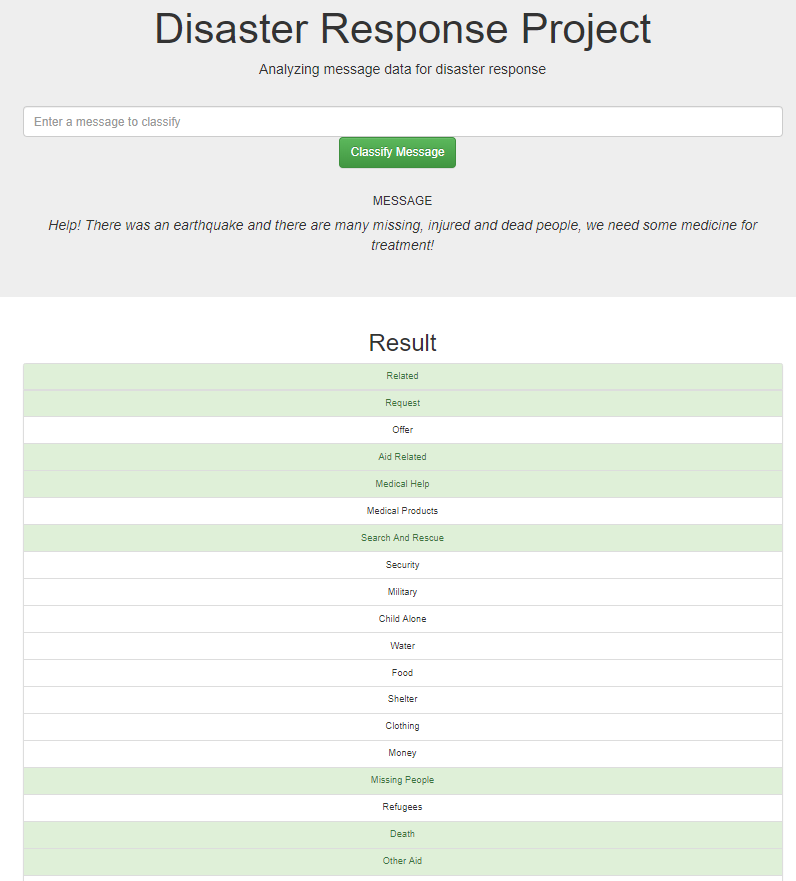 Disaster Response Project
Analyzing message data for disaster response
Enter a message to classify
Classify Message
MESSAGE
Help! There was an earthquake and there are many missing, injured and dead people, we need some medicine for
treatment!
Result
Related
Request
Offer
Aid Related
Medical Help
Medical Products
Search And Rescue
Security
Military
Child Alone
Water
Food
Shelter
Clothing
Money
Missing People
Refugees
Death
Other Aid